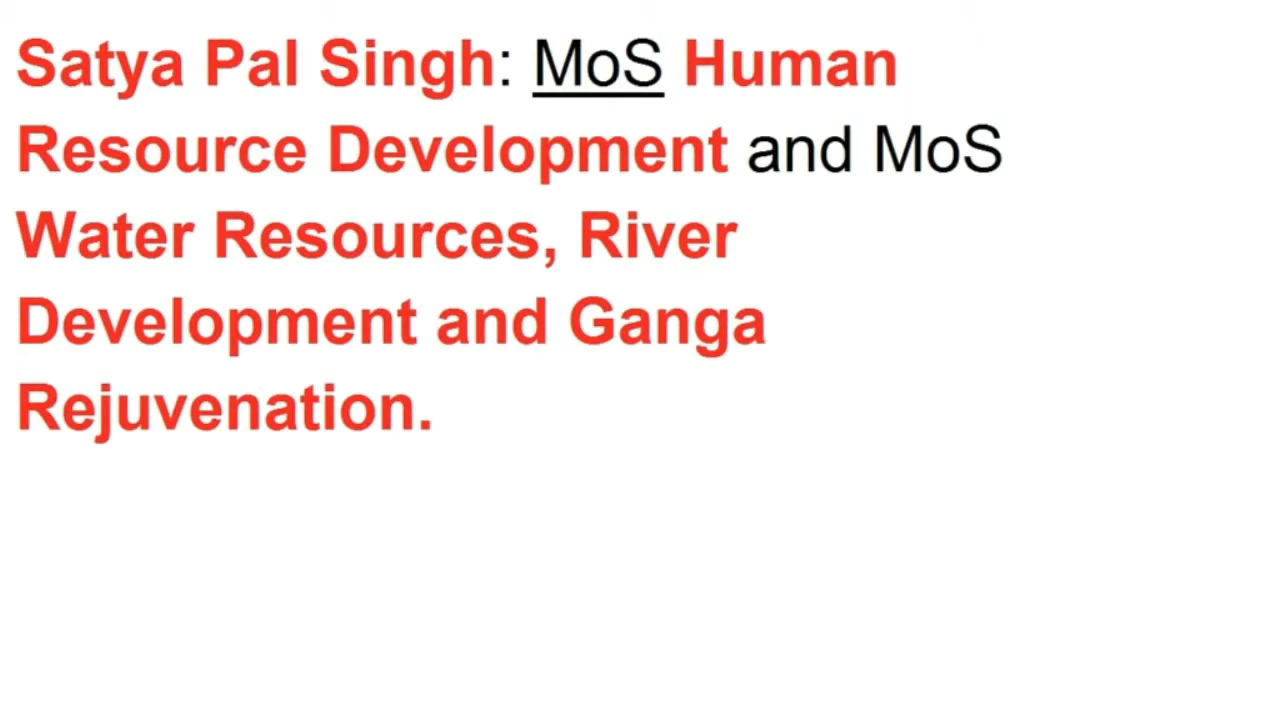 Satya Pal Singh: MoS Human
Resource Development and MoS
Water Resources, River
Development and Ganga
Rejuvenation.